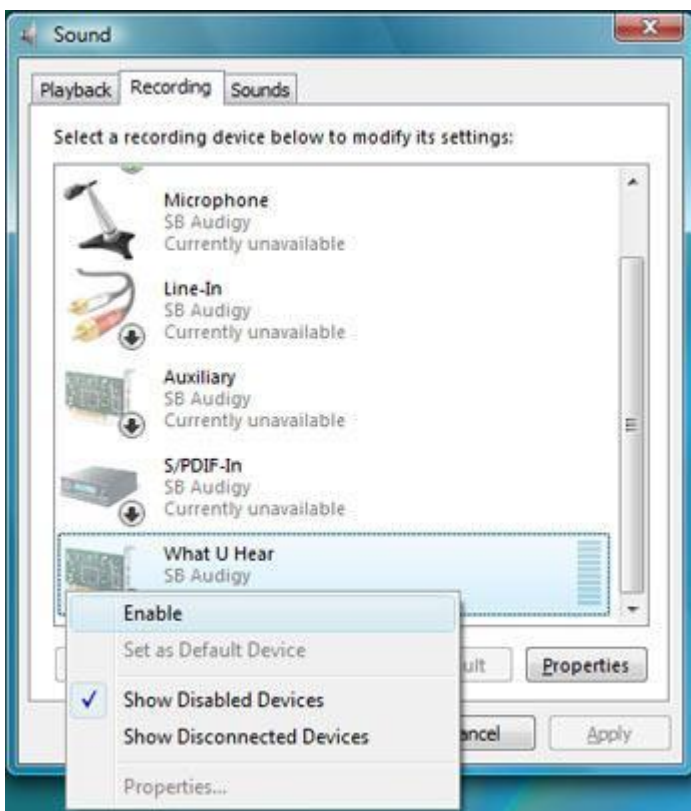 Sound
Playback Recording Sounds
Select a recording device below to modify its settings:
Microphone
SB Audigy
Currently unavailable
Line-In
SB Audigy
Currently unavailable
Auxiliary
SB Audigy
Currently unavailable
S/PDIF-In
SB Audigy
Currently unavailable
What U Hear
SB Audigy
Enable
Set as Default Device
ult Properties
Show Disabled Devices
Show Disconnected Devices
ancel Apply
Properties...